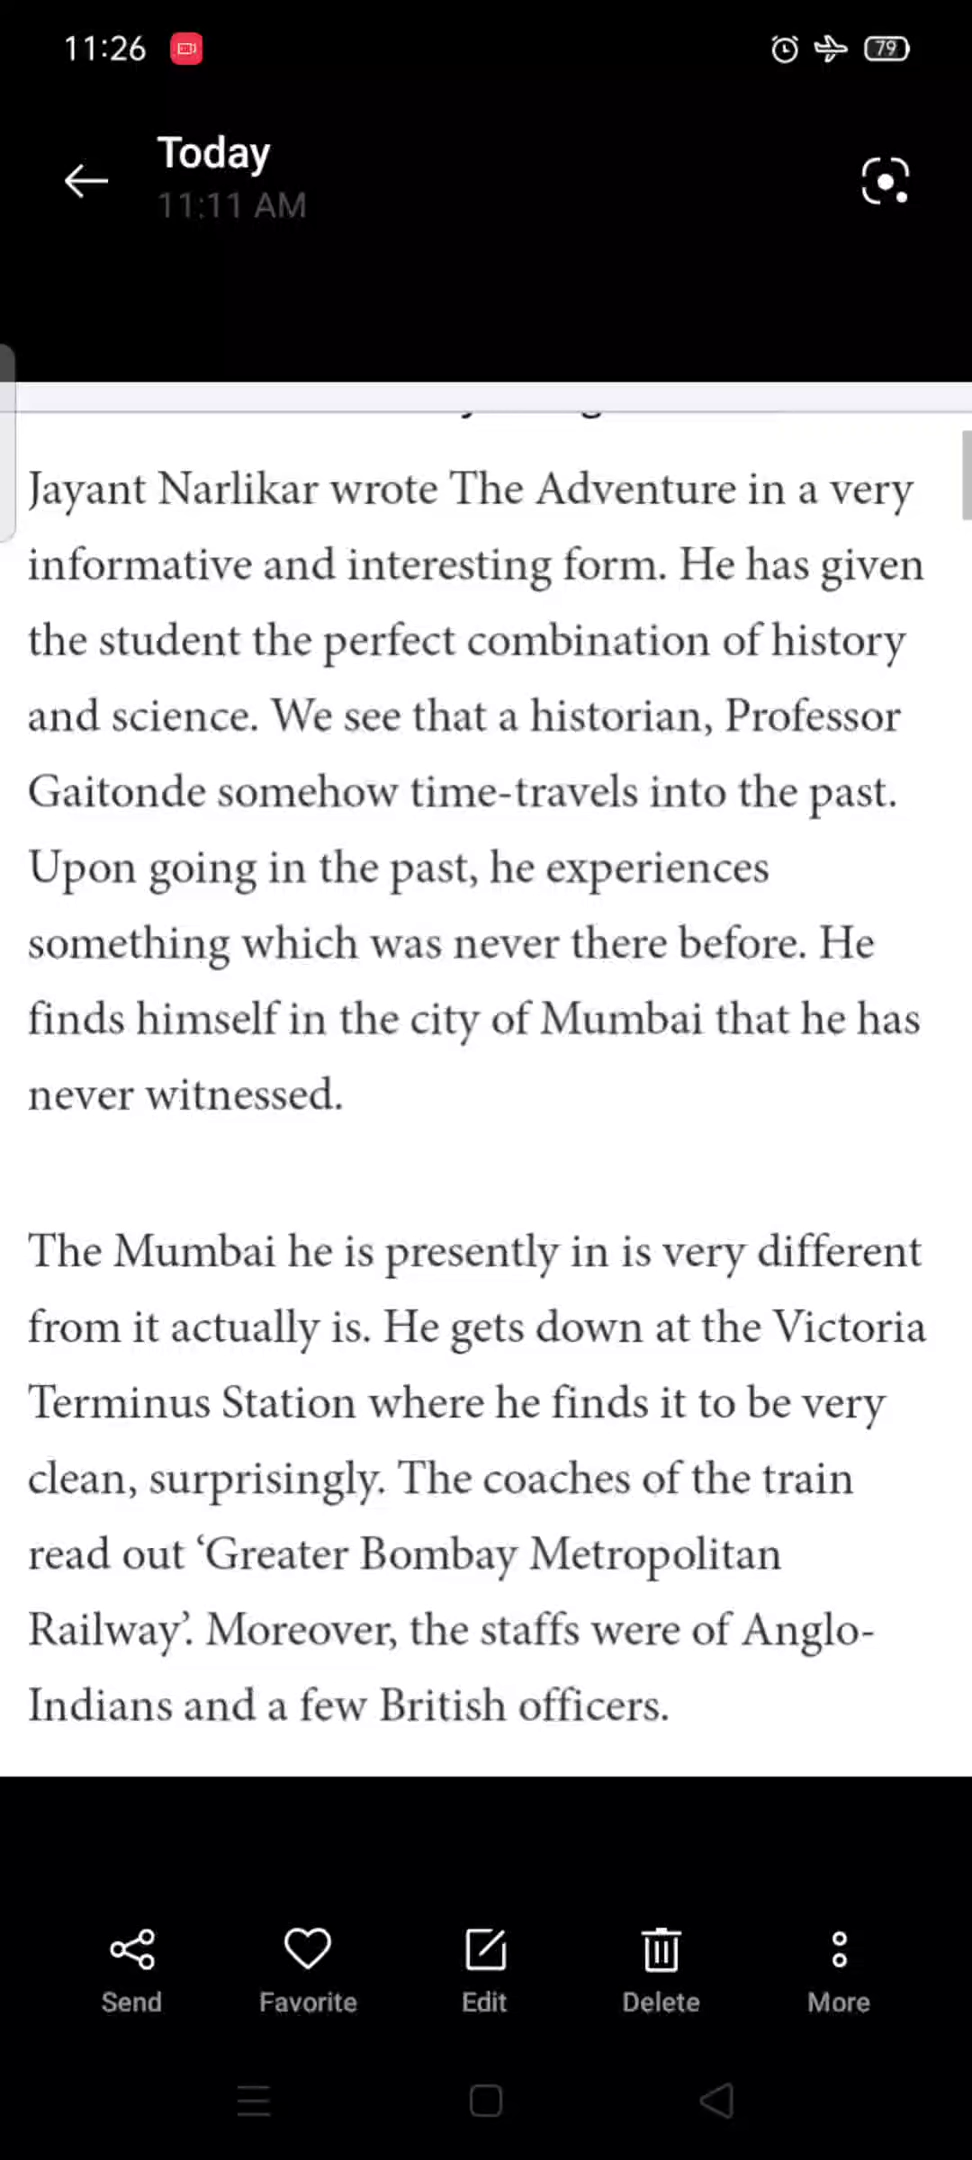 11:26
79
Today
11:11 AM
Jayant Narlikar wrote The Adventure in a very
informative and interesting form. He has given
the student the perfect combination of history
and science. We see that a historian, Professor
Gaitonde somehow time-travels into the past.
Upon going in the past, he experiences
something which was never there before. He
finds himself in the city of Mumbai that he has
never witnessed.
The Mumbai he is presently in is very different
from it actually is. He gets down at the Victoria
Terminus Station where he finds it to be very
clean, surprisingly. The coaches of the train
read out ‘Greater Bombay Metropolitan
Railway’. Moreover, the staffs were of Anglo-
Indians and a few British officers.
Send
Favorite
Edit
Delete
More